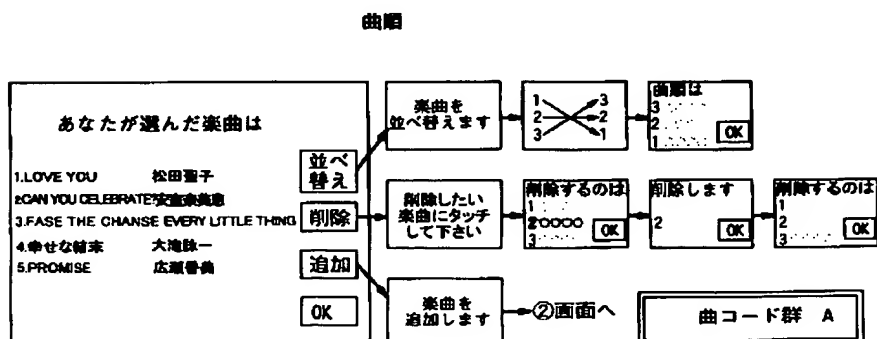 曲順
あなたが選んだ楽曲は
1.LOVE YOU 松田聖子
2.CAN YOU CELEBRATE? 安室奈美恵
3.FASE THE CHANSE EVERY LITTLE THING
4.幸せな結末 大滝詠一
5.PROMISE 広瀬香美
並べ
替え
削除
追加
OK
楽曲を
並べ替えます
1 3
2 2
3 1
曲順は
3
2
1 OK
削除したい
楽曲にタッチ
して下さい
削除するのは
1
2 OOOO
3 OK
削除します
2 OK
削除するのは
1
2
3 OK
楽曲を
追加します
②画面へ
曲コード群 A